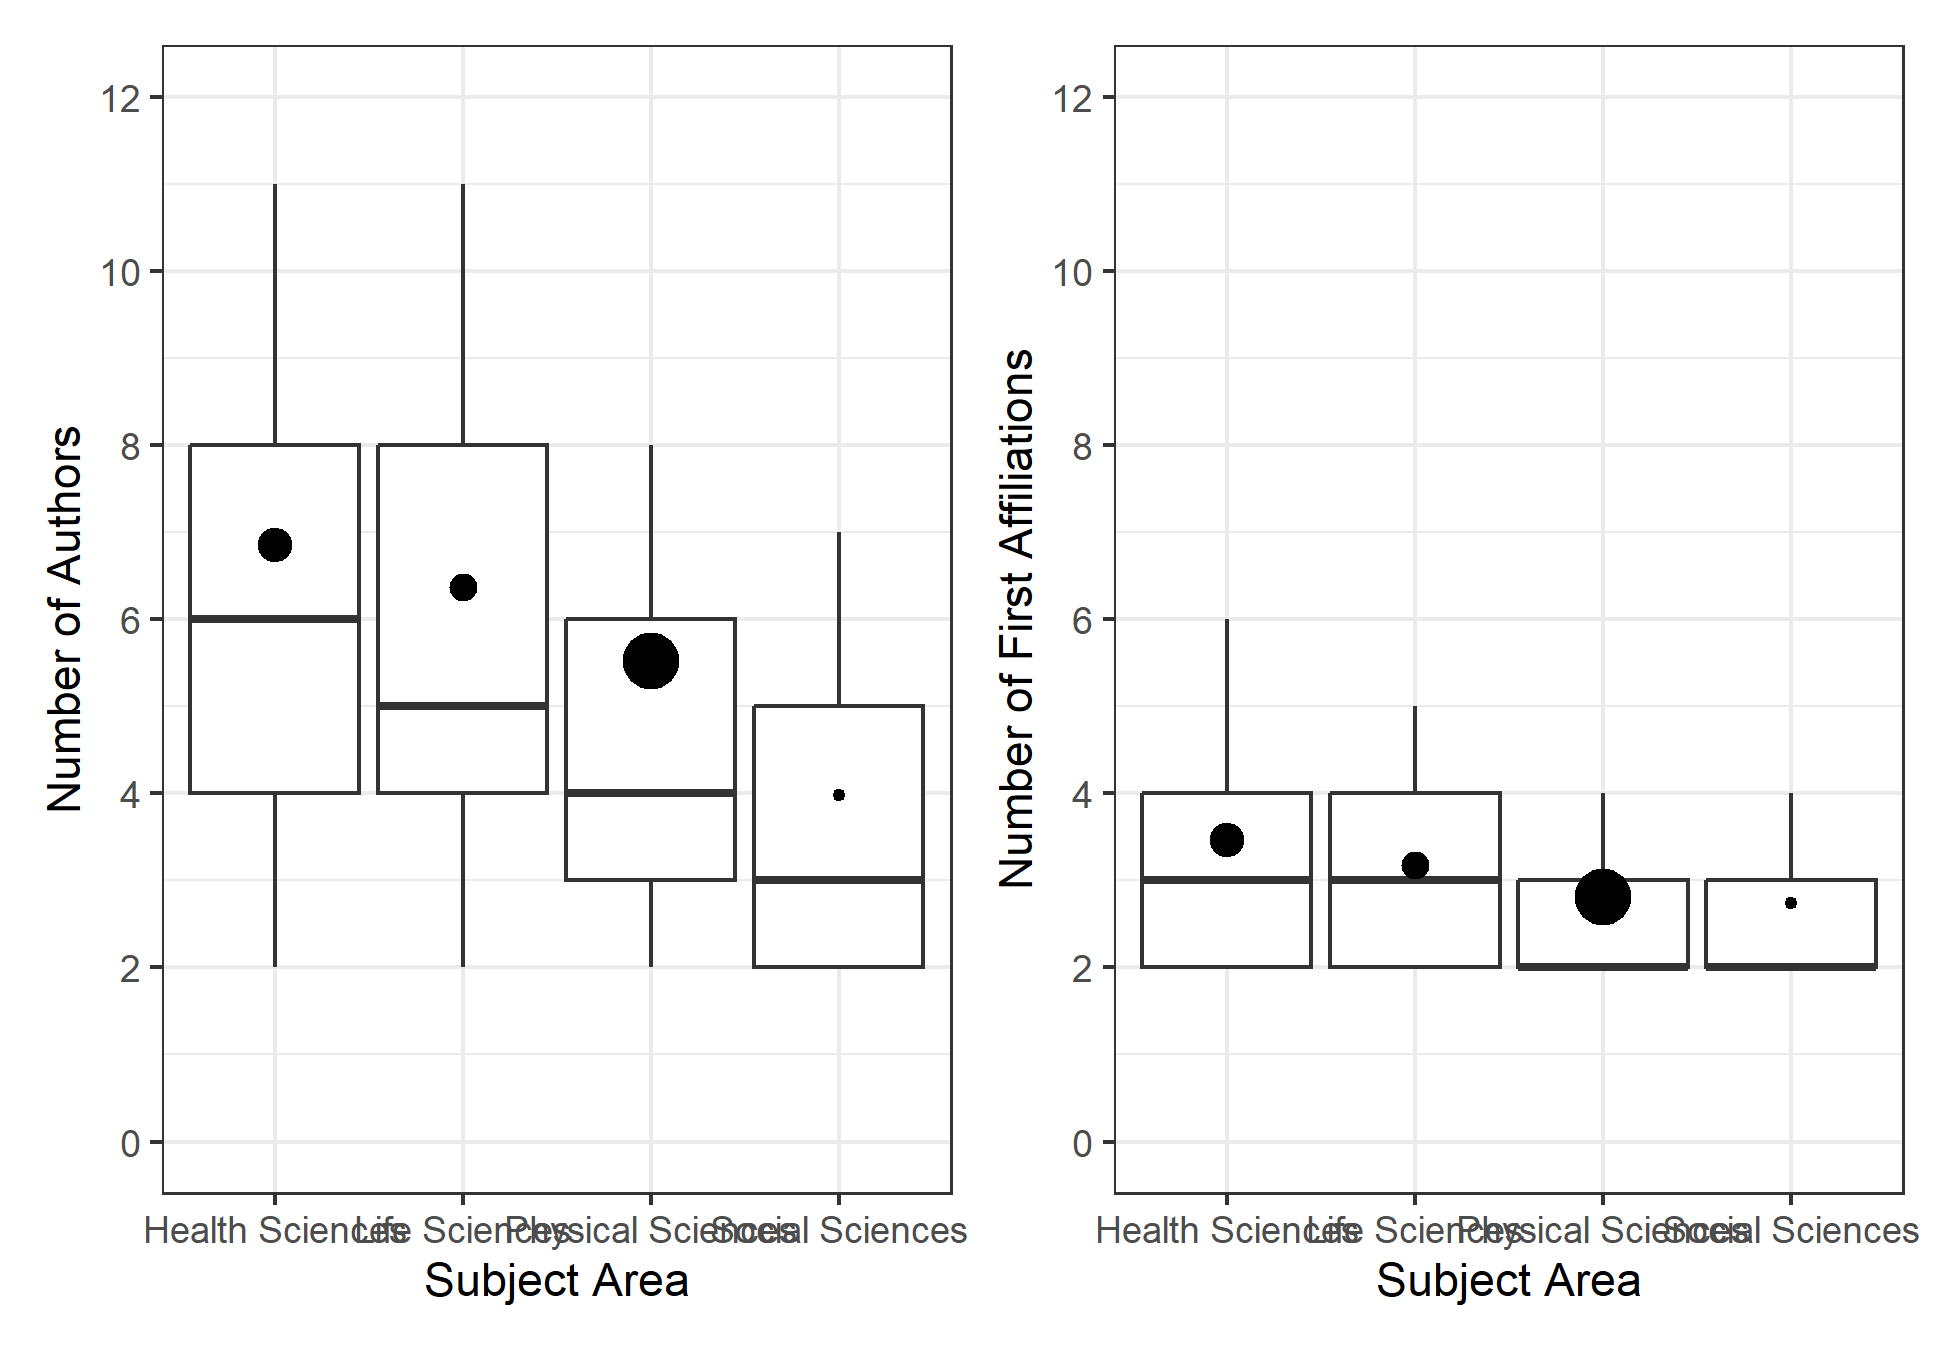 Number of Authors
12
10
8
6
4
2
0
Health Sciences Life Sciences Physical Sciences Social Sciences
Subject Area
Number of First Affiliations
12
10
8
6
4
2
0
Health Sciences Life Sciences Physical Sciences Social Sciences
Subject Area